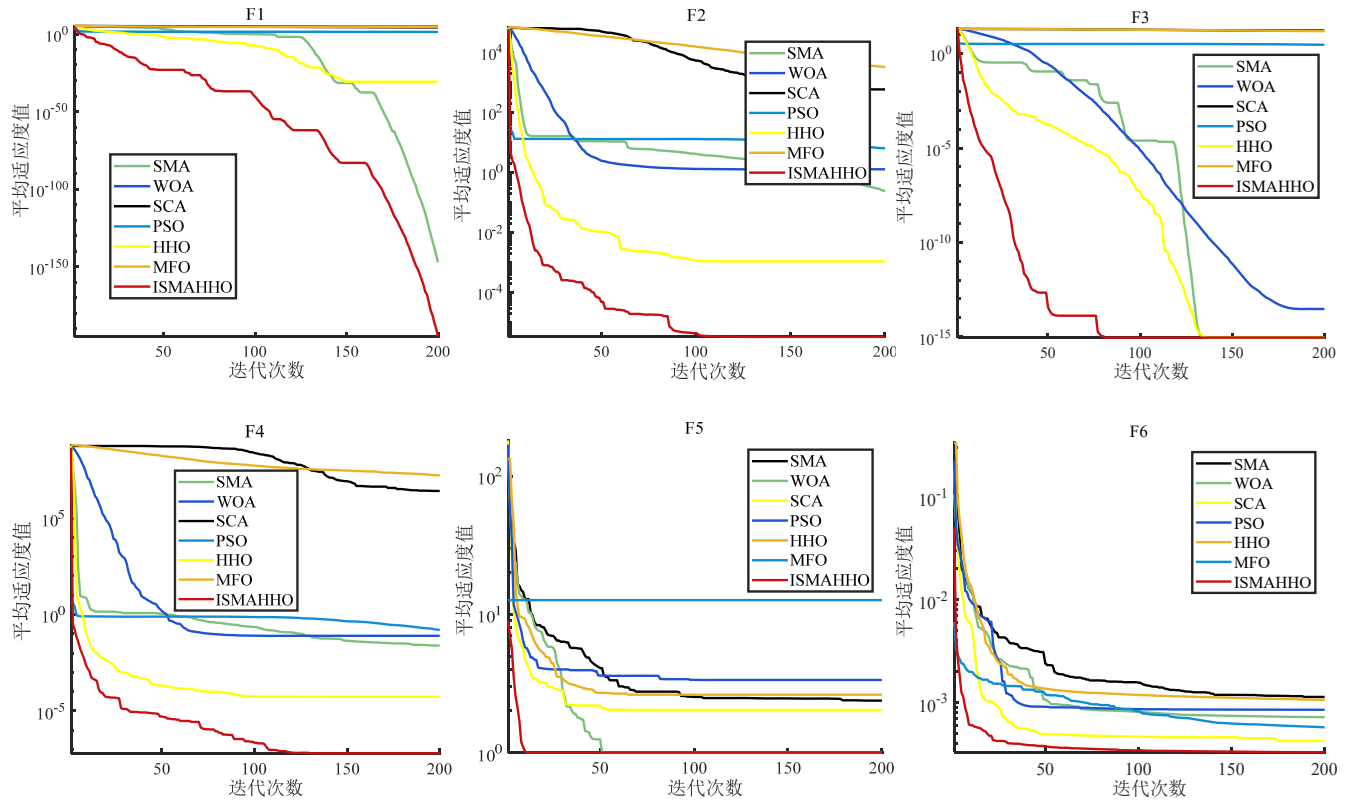 F1
平均适应度值
10^0
10^-50
10^-100
10^-150
SMA
WOA
SCA
PSO
HHO
MFO
ISMAHHO
50
100
150
200
迭代次数
F2
平均适应度值
10^4
10^2
10^0
10^-2
10^-4
SMA
WOA
SCA
PSO
HHO
MFO
ISMAHHO
50
100
150
200
迭代次数
F3
平均适应度值
10^0
10^-5
10^-10
10^-15
SMA
WOA
SCA
PSO
HHO
MFO
ISMAHHO
50
100
150
200
迭代次数
F4
平均适应度值
10^5
10^0
10^-5
SMA
WOA
SCA
PSO
HHO
MFO
ISMAHHO
50
100
150
200
迭代次数
F5
平均适应度值
10^2
10^1
10^0
SMA
WOA
SCA
PSO
HHO
MFO
ISMAHHO
50
100
150
200
迭代次数
F6
平均适应度值
10^-1
10^-2
10^-3
SMA
WOA
SCA
PSO
HHO
MFO
ISMAHHO
50
100
150
200
迭代次数